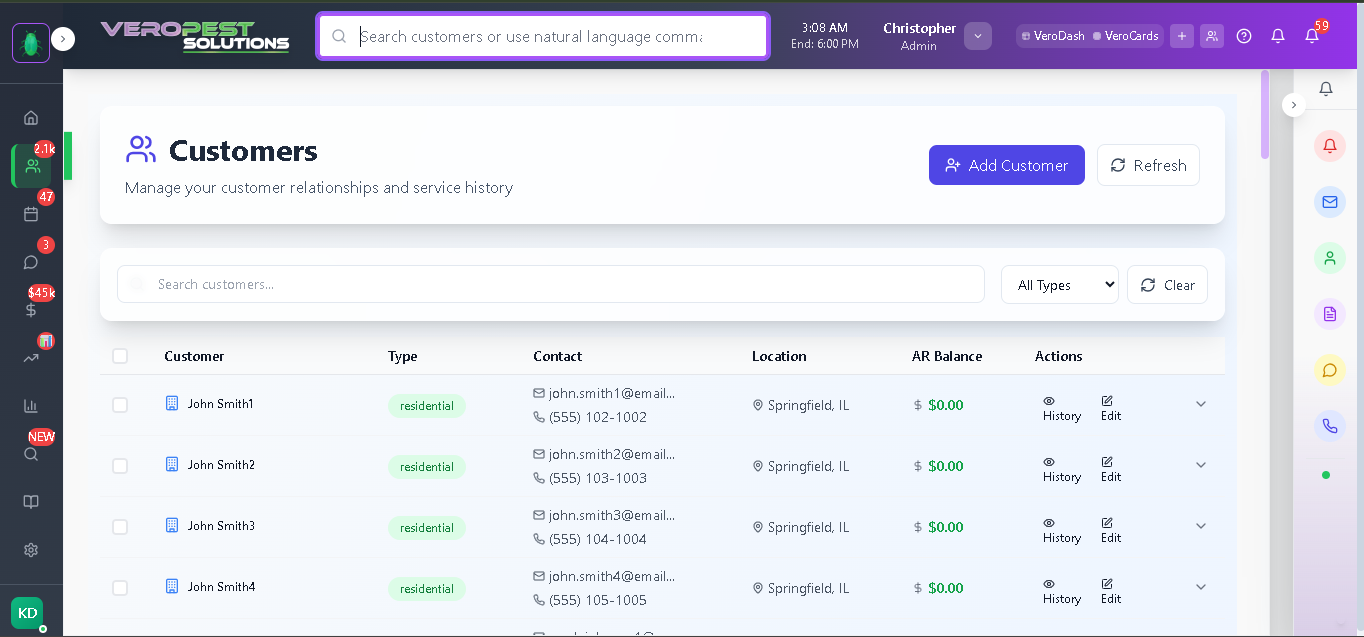 VEROPEST
SOLUTIONS
Search customers or use natural language comma
3:08 AM
End: 6:00 PM
Christopher
Admin
VeroDash
VeroCards
59
2.1k
47
3
$45k
NEW
KD
Customers
Manage your customer relationships and service history
Add Customer
Refresh
Search customers...
All Types
Clear
Customer Type Contact Location AR Balance Actions
John Smith1 residential john.smith1@email... Springfield, IL $ $0.00 History Edit
(555) 102-1002
John Smith2 residential john.smith2@email... Springfield, IL $ $0.00 History Edit
(555) 103-1003
John Smith3 residential john.smith3@email... Springfield, IL $ $0.00 History Edit
(555) 104-1004
John Smith4 residential john.smith4@email... Springfield, IL $ $0.00 History Edit
(555) 105-1005